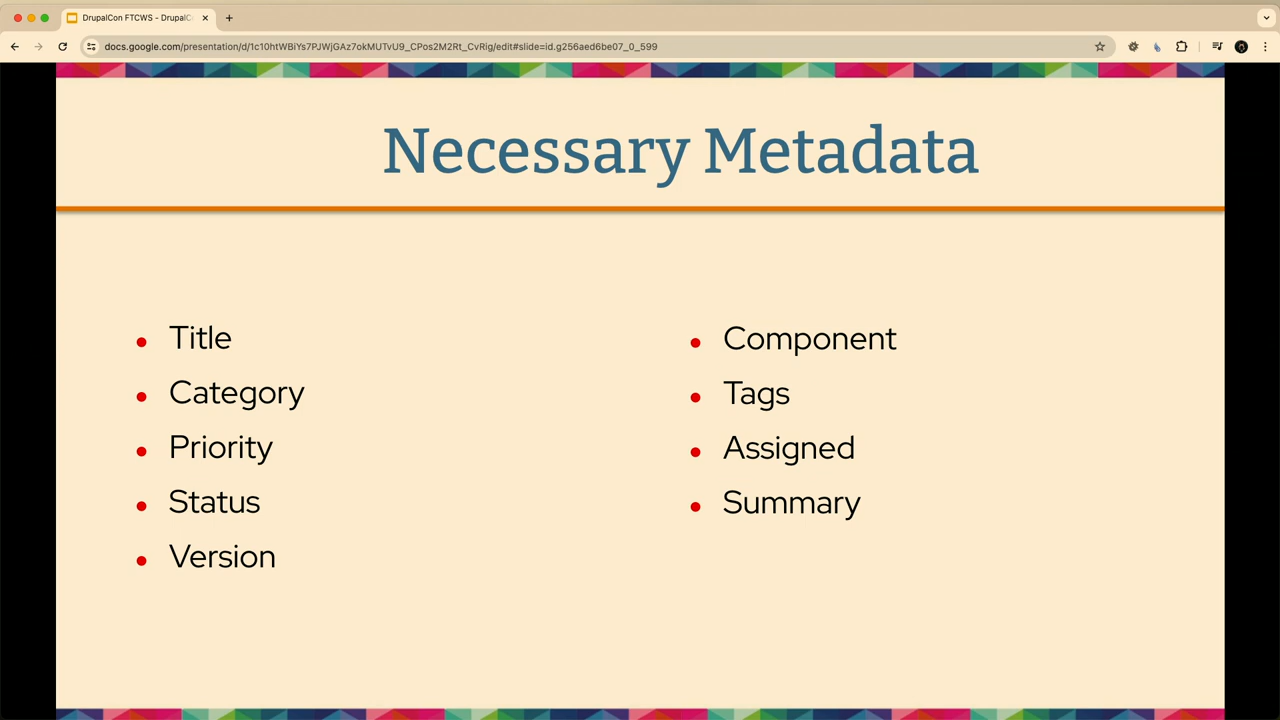 DrupalCon FTCWS - DrupalC
docs.google.com/presentation/d/1c10htWBiYs7PJWjGAz7okMUTvU9_CPos2M2Rt_CvRig/edit#slide=id.g256aed6be07_0_599
Necessary Metadata
Title
Category
Priority
Status
Version
Component
Tags
Assigned
Summary